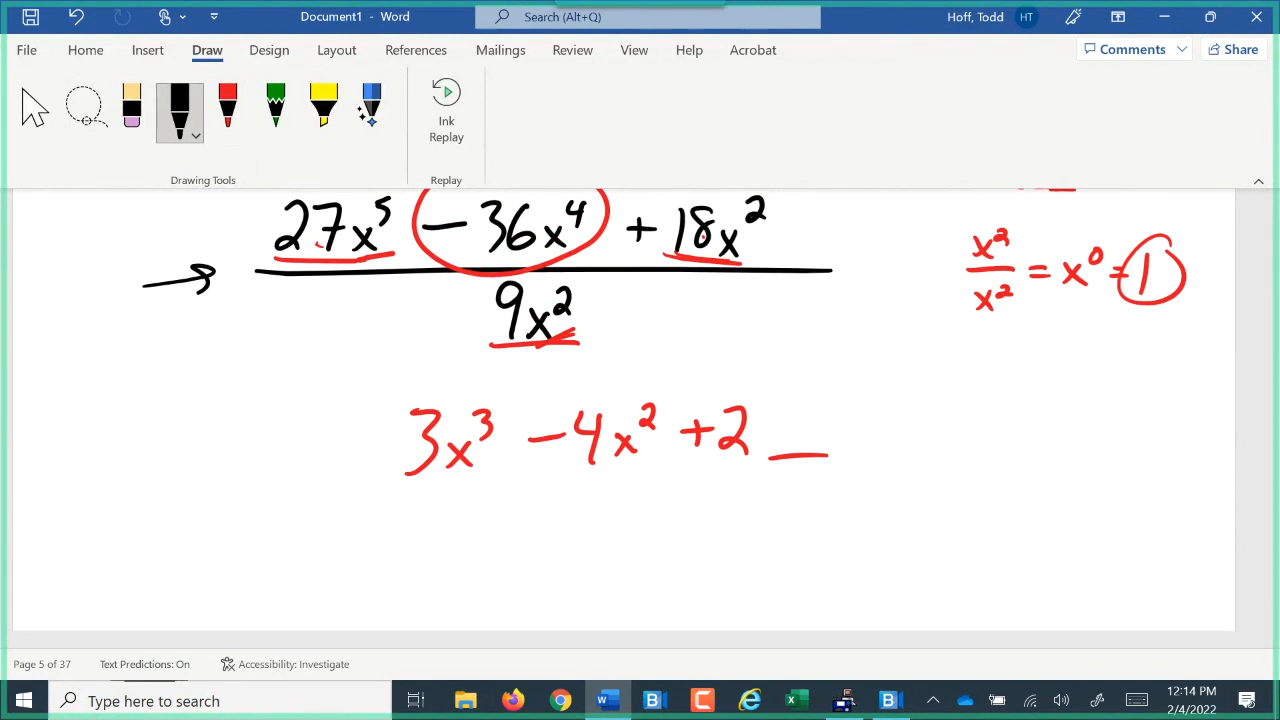 Document1 - Word
Search (Alt+Q)
Hoff, Todd
HT
File Home Insert Draw Design Layout References Mailings Review View Help Acrobat
Comments
Share
Ink Replay
Drawing Tools
Replay
27x⁵ - 36x⁴ + 18x²
9x²
x²
x² = x⁰ = 1
3x³ - 4x² + 2 __
Page 5 of 37
Text Predictions: On
Accessibility: Investigate
Type here to search
12:14 PM
2/4/2022